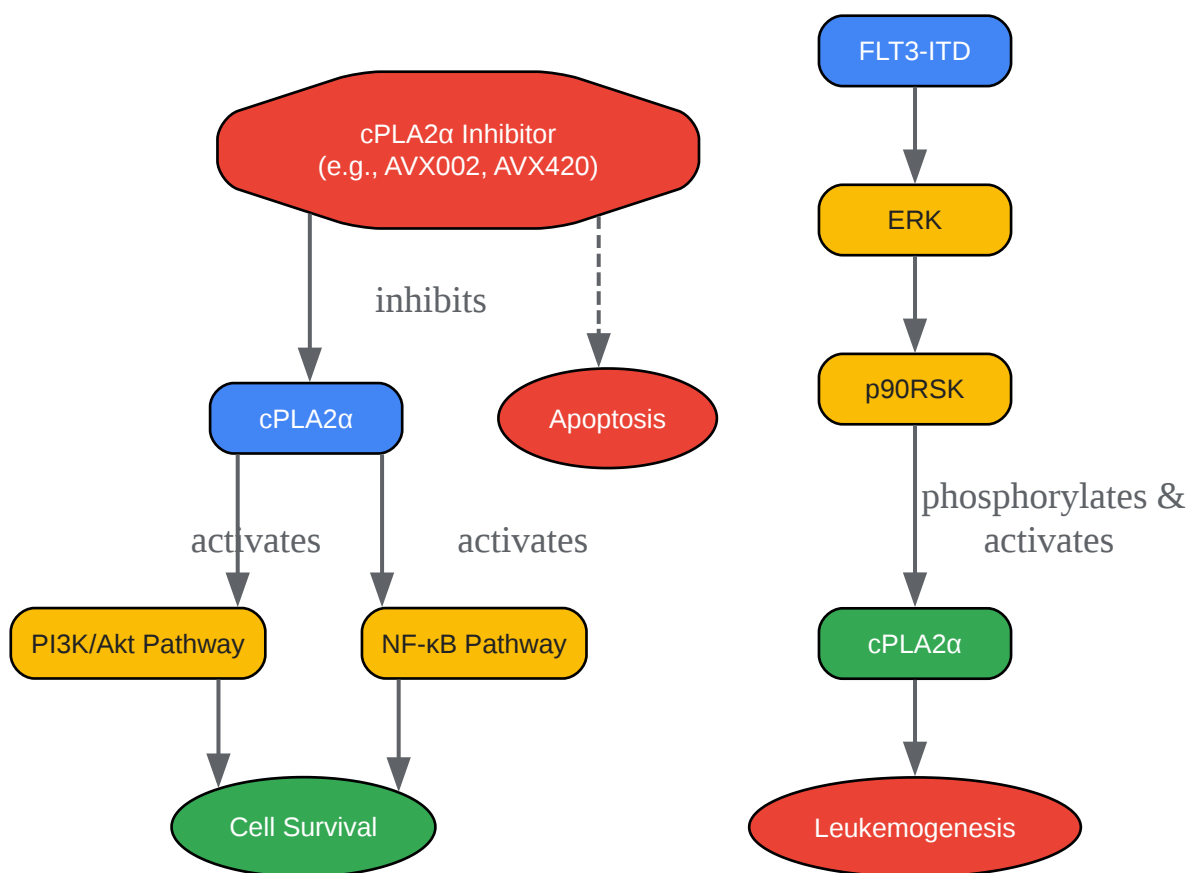 cPLA2α Inhibitor
(e.g., AVX002, AVX420)
inhibits
cPLA2α
Apoptosis
activates
activates
PI3K/Akt Pathway
NF-κB Pathway
Cell Survival
FLT3-ITD
ERK
p90RSK
phosphorylates &
activates
cPLA2α
Leukemogenesis